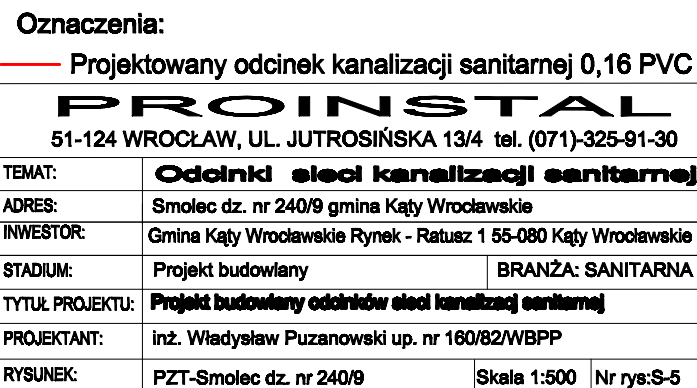 Oznaczenia:
Projektowany odcinek kanalizacji sanitarnej 0,16 PVC
PROINSTAL
51-124 WROCŁAW, UL. JUTROSIŃSKA 13/4 tel. (071)-325-91-30
TEMAT: Odcinki sieci kanalizacji sanitarnej
ADRES: Smolec dz. nr 240/9 gmina Kąty Wrocławskie
INWESTOR: Gmina Kąty Wrocławskie Rynek - Ratusz 1 55-080 Kąty Wrocławskie
STADIUM: Projekt budowlany BRANŻA: SANITARNA
TYTUŁ PROJEKTU: Projekt budowlany odcinków sieci kanalizacj sanitarnej
PROJEKTANT: inż. Władysław Puzanowski up. nr 160/82/WBPP
RYSUNEK: PZT-Smolec dz. nr 240/9 Skala 1:500 Nr rys:S-5